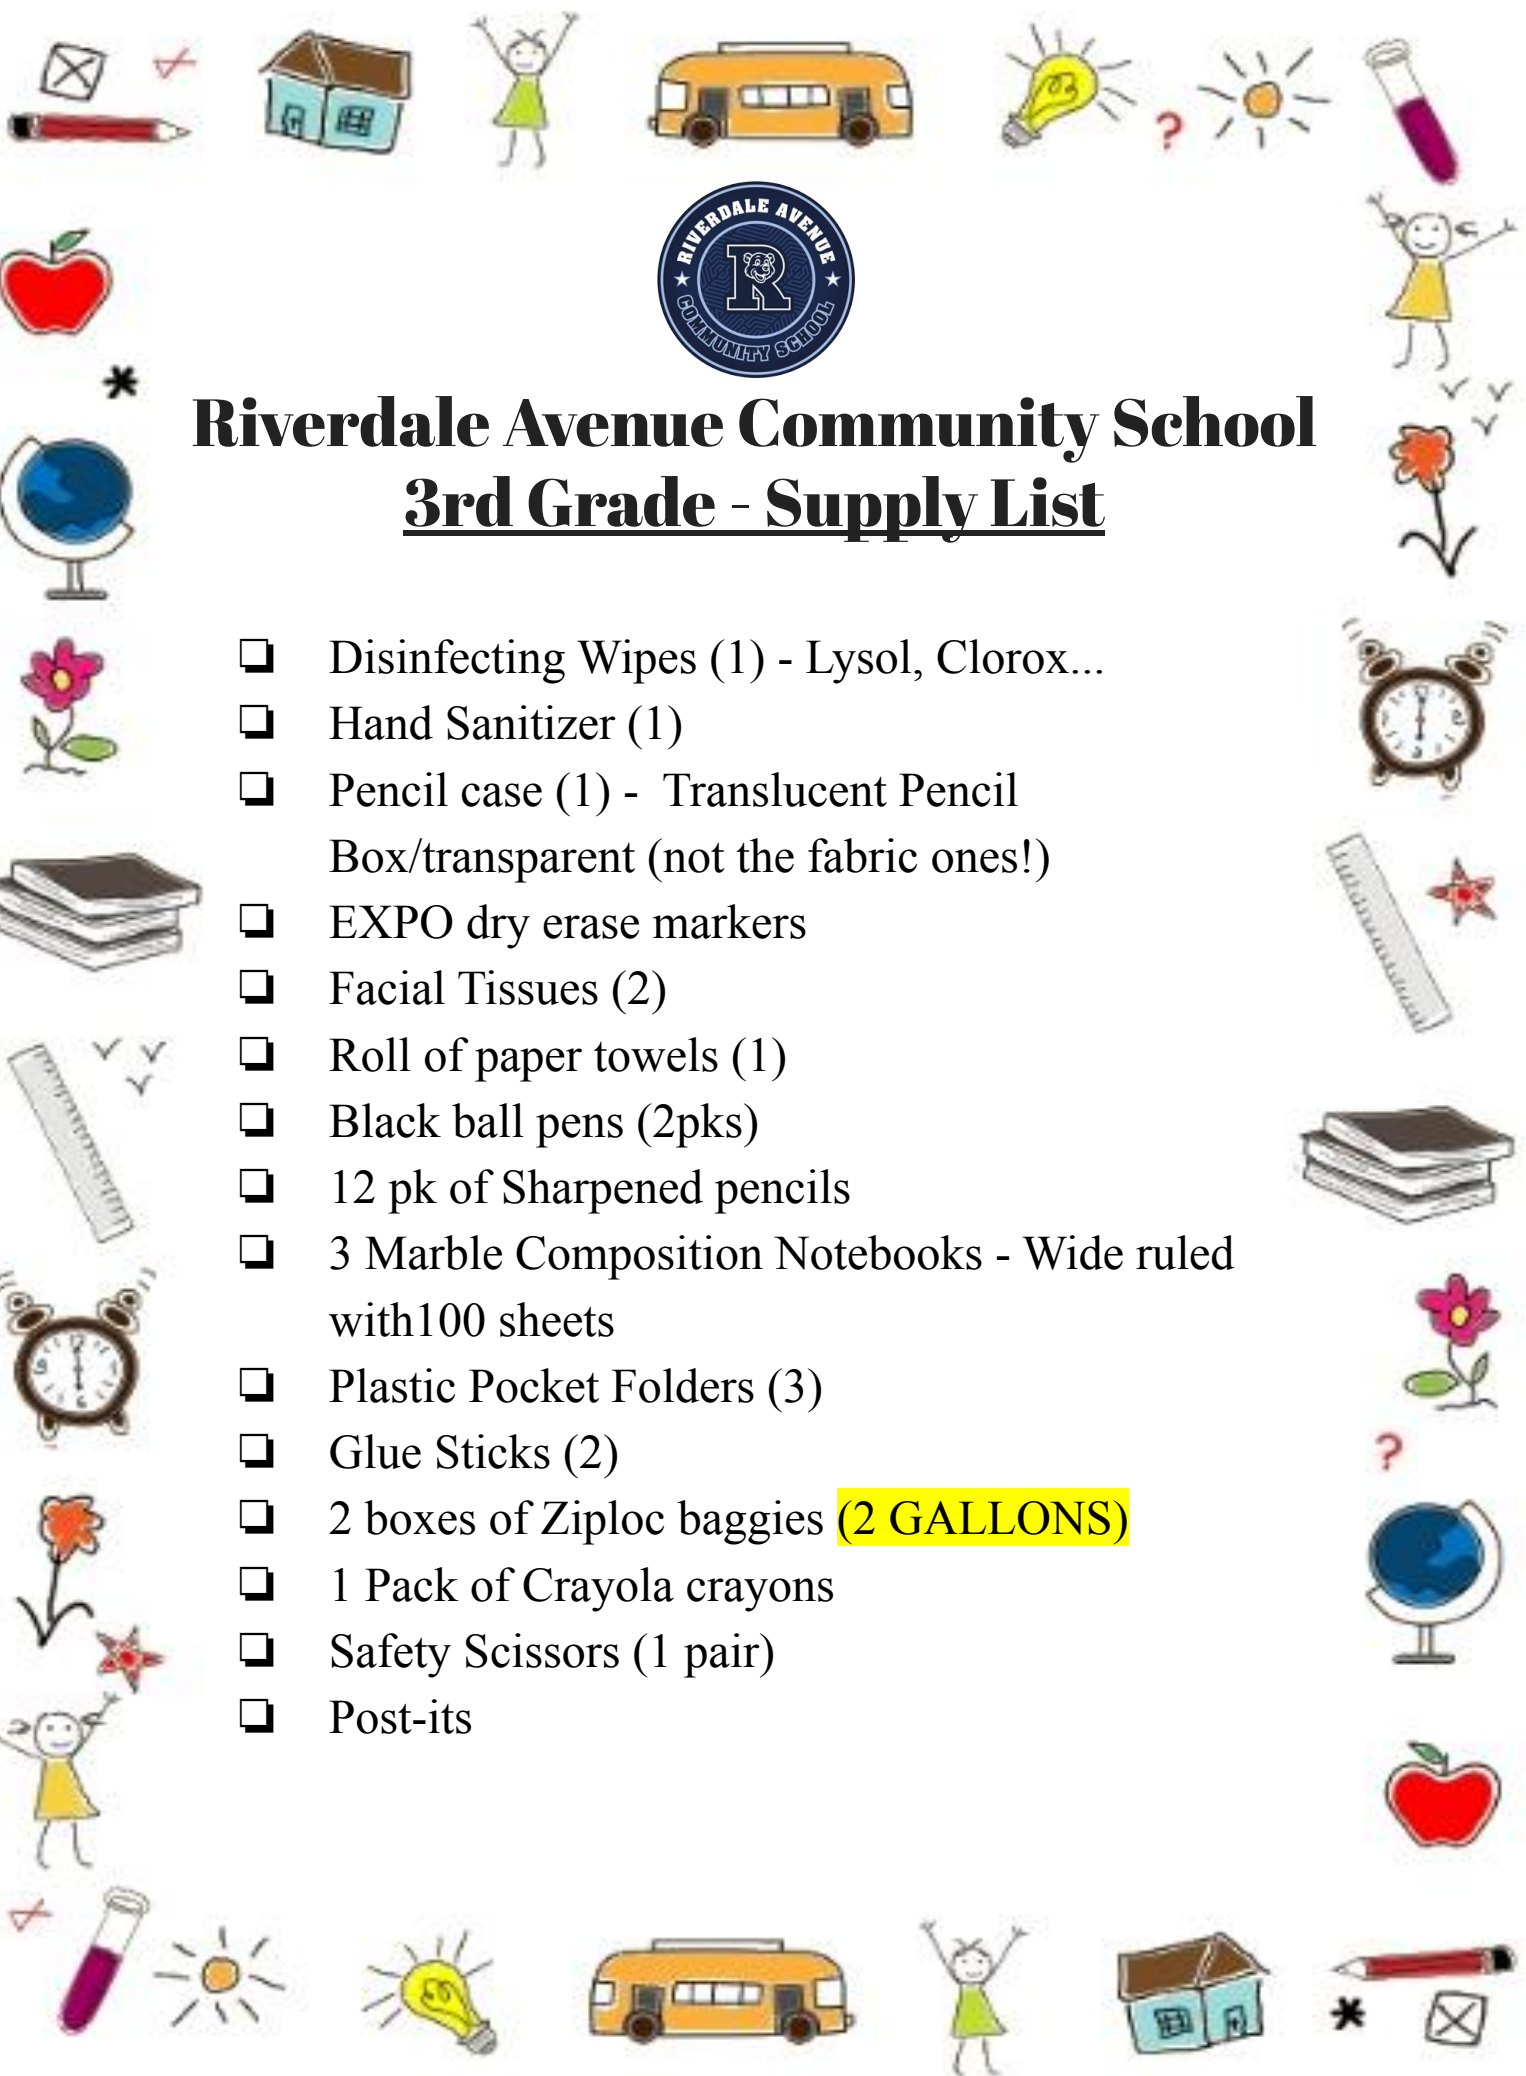 RIVERDALE AVENUE
R
COMMUNITY SCHOOL
Riverdale Avenue Community School
3rd Grade - Supply List
Disinfecting Wipes (1) - Lysol, Clorox...
Hand Sanitizer (1)
Pencil case (1) -  Translucent Pencil
Box/transparent (not the fabric ones!)
EXPO dry erase markers
Facial Tissues (2)
Roll of paper towels (1)
Black ball pens (2pks)
12 pk of Sharpened pencils
3 Marble Composition Notebooks - Wide ruled
with100 sheets
Plastic Pocket Folders (3)
Glue Sticks (2)
2 boxes of Ziploc baggies (2 GALLONS)
1 Pack of Crayola crayons
Safety Scissors (1 pair)
Post-its